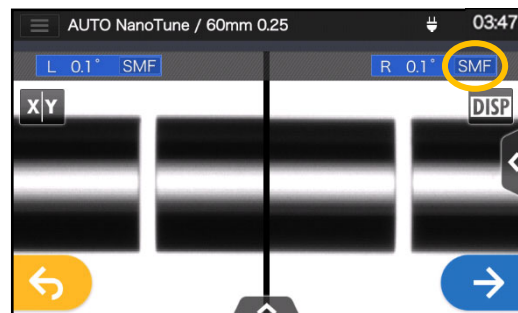 AUTO NanoTune / 60mm 0.25 03:47
L 0.1° SMF R 0.1° SMF
X|Y DISP